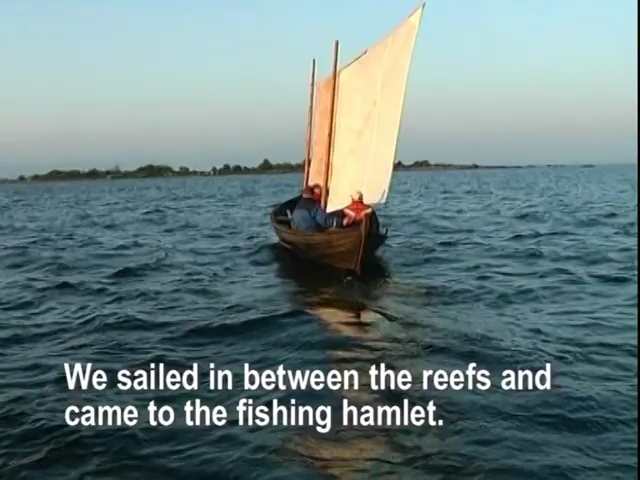 We sailed in between the reefs and
came to the fishing hamlet.